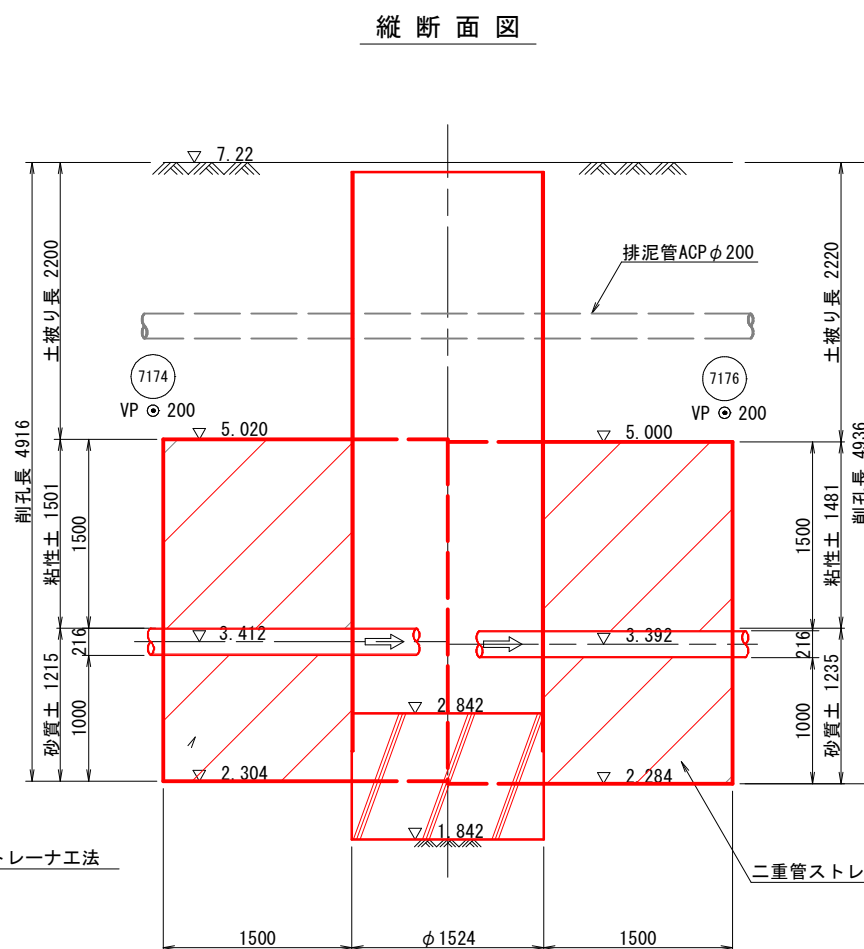 縦断面図
7.22
土被り長 2200
土被り長 2220
排泥管ACPφ200
7174
VP 200
7176
VP 200
削孔長 4916
削孔長 4936
5.020
5.000
粘性土 1501
1500
1500
粘性土 1481
216
3.412
3.392
216
砂質土 1215
1000
2.842
1000
砂質土 1235
2.304
2.284
1.842
トレーナ工法
二重管ストレ
1500
φ1524
1500